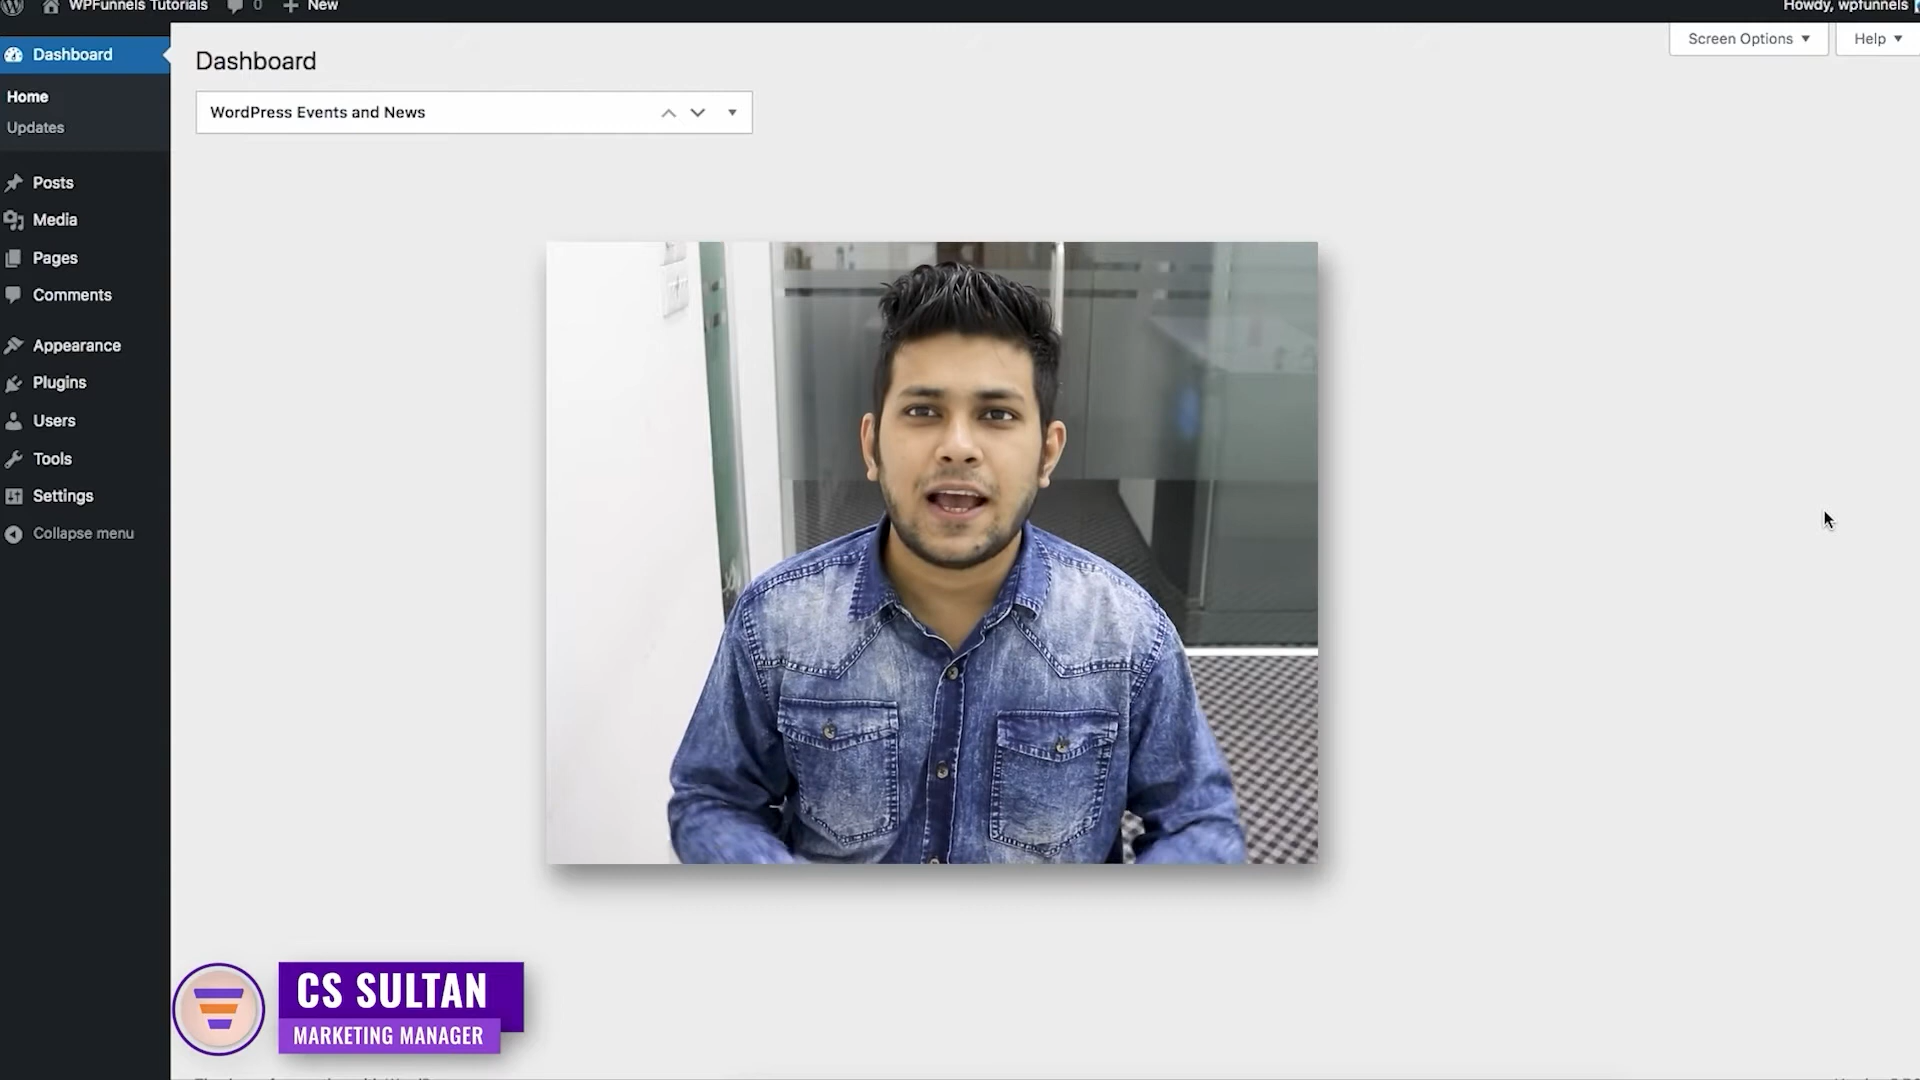 WPFunnels Tutorials
0
New
Howdy, wpfunnels
Dashboard
Home
Updates
Posts
Media
Pages
Comments
Appearance
Plugins
Users
Tools
Settings
Collapse menu
Dashboard
Screen Options
Help
WordPress Events and News
CS SULTAN
MARKETING MANAGER